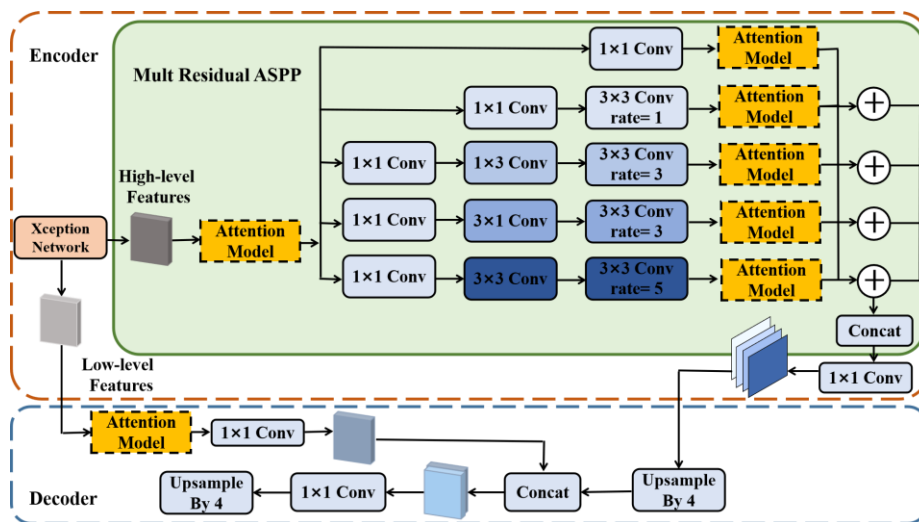 Encoder
Mult Residual ASPP
1×1 Conv
Attention
Model
1×1 Conv
3×3 Conv
rate= 1
Attention
Model
1×1 Conv
1×3 Conv
3×3 Conv
rate= 3
Attention
Model
High-level
Features
Xception
Network
Attention
Model
1×1 Conv
3×1 Conv
3×3 Conv
rate= 3
Attention
Model
1×1 Conv
3×3 Conv
3×3 Conv
rate= 5
Attention
Model
Concat
1×1 Conv
Low-level
Features
Attention
Model
1×1 Conv
Decoder
Upsample
By 4
1×1 Conv
Concat
Upsample
By 4